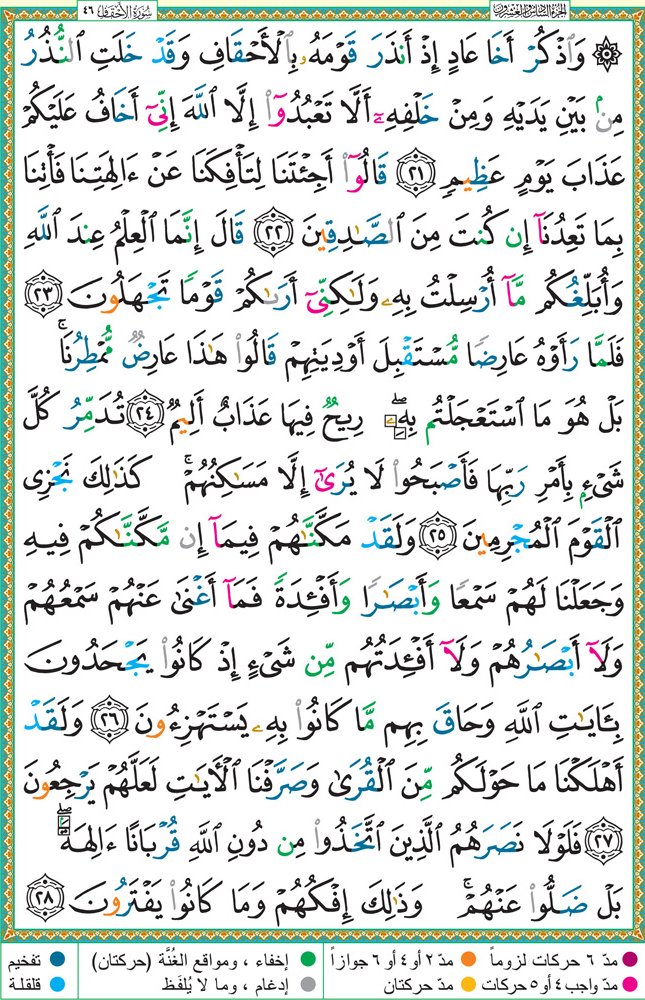 الجزء السادس والعشرون
سورة الأحقاف ٤٦
۞ وَٱذْكُرْ أَخَا عَادٍ إِذْ أَنذَرَ قَوْمَهُۥ بِٱلْأَحْقَافِ وَقَدْ خَلَتِ ٱلنُّذُرُ
مِنۢ بَيْنِ يَدَيْهِ وَمِنْ خَلْفِهِۦٓ أَلَّا تَعْبُدُوٓا۟ إِلَّا ٱللَّهَ إِنِّىٓ أَخَافُ عَلَيْكُمْ
عَذَابَ يَوْمٍ عَظِيمٍ ٢١ قَالُوٓا۟ أَجِئْتَنَا لِتَأْفِكَنَا عَنْ ءَالِهَتِنَا فَأْتِنَا
بِمَا تَعِدُنَآ إِن كُنتَ مِنَ ٱلصَّٰدِقِينَ ٢٢ قَالَ إِنَّمَا ٱلْعِلْمُ عِندَ ٱللَّهِ
وَأُبَلِّغُكُم مَّآ أُرْسِلْتُ بِهِۦ وَلَٰكِنِّىٓ أَرَىٰكُمْ قَوْمًا تَجْهَلُونَ ٢٣
فَلَمَّا رَأَوْهُ عَارِضًا مُّسْتَقْبِلَ أَوْدِيَتِهِمْ قَالُوا۟ هَٰذَا عَارِضٌ مُّمْطِرُنَا ۚ
بَلْ هُوَ مَا ٱسْتَعْجَلْتُم بِهِۦ ۖ رِيحٌ فِيهَا عَذَابٌ أَلِيمٌ ٢٤ تُدَمِّرُ كُلَّ
شَىْءٍۭ بِأَمْرِ رَبِّهَا فَأَصْبَحُوا۟ لَا يُرَىٰٓ إِلَّا مَسَٰكِنُهُمْ ۚ كَذَٰلِكَ نَجْزِى
ٱلْقَوْمَ ٱلْمُجْرِمِينَ ٢٥ وَلَقَدْ مَكَّنَّٰهُمْ فِيمَآ إِن مَّكَّنَّٰكُمْ فِيهِ
وَجَعَلْنَا لَهُمْ سَمْعًا وَأَبْصَٰرًا وَأَفْـِٔدَةً فَمَآ أَغْنَىٰ عَنْهُمْ سَمْعُهُمْ
وَلَآ أَبْصَٰرُهُمْ وَلَآ أَفْـِٔدَتُهُم مِّن شَىْءٍ إِذْ كَانُوا۟ يَجْحَدُونَ
بِـَٔايَٰتِ ٱللَّهِ وَحَاقَ بِهِم مَّا كَانُوا۟ بِهِۦ يَسْتَهْزِءُونَ ٢٦ وَلَقَدْ
أَهْلَكْنَا مَا حَوْلَكُم مِّنَ ٱلْقُرَىٰ وَصَرَّفْنَا ٱلْءَايَٰتِ لَعَلَّهُمْ يَرْجِعُونَ
٢٧ فَلَوْلَا نَصَرَهُمُ ٱلَّذِينَ ٱتَّخَذُوا۟ مِن دُونِ ٱللَّهِ قُرْبَانًا ءَالِهَةًۢ ۖ
بَلْ ضَلُّوا۟ عَنْهُمْ ۚ وَذَٰلِكَ إِفْكُهُمْ وَمَا كَانُوا۟ يَفْتَرُونَ ٢٨
مدّ ٦ حركات لزوماً مدّ ٢ أو ٤ أو ٦ جوازاً إخفاء ، ومواقع الغُنَّة (حركتان) تفخيم
مدّ واجب ٤ أو ٥ حركات مدّ حركتان إدغام ، وما لا يُلفَظ قلقلة